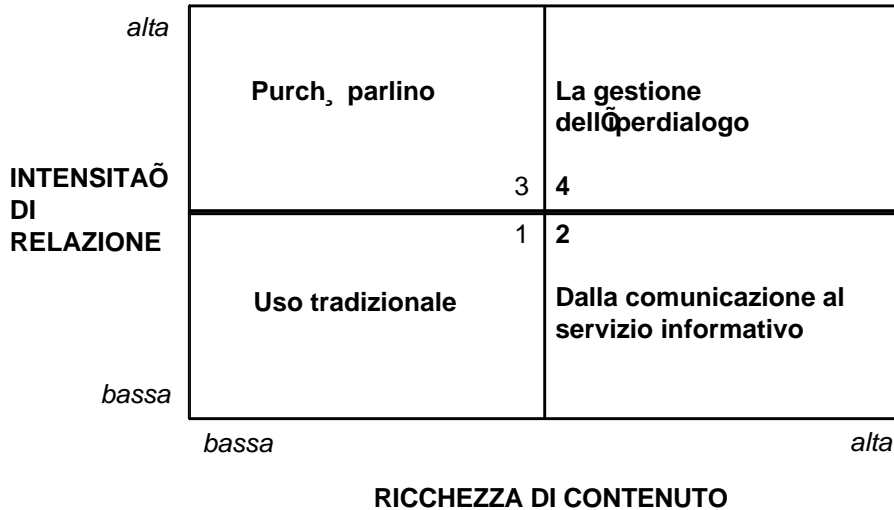 alta
Purch¸ parlino
La gestione
dellÕiperdialogo
INTENSITAÕ
DI
RELAZIONE
3
4
1
2
Uso tradizionale
Dalla comunicazione al
servizio informativo
bassa
bassa
alta
RICCHEZZA DI CONTENUTO